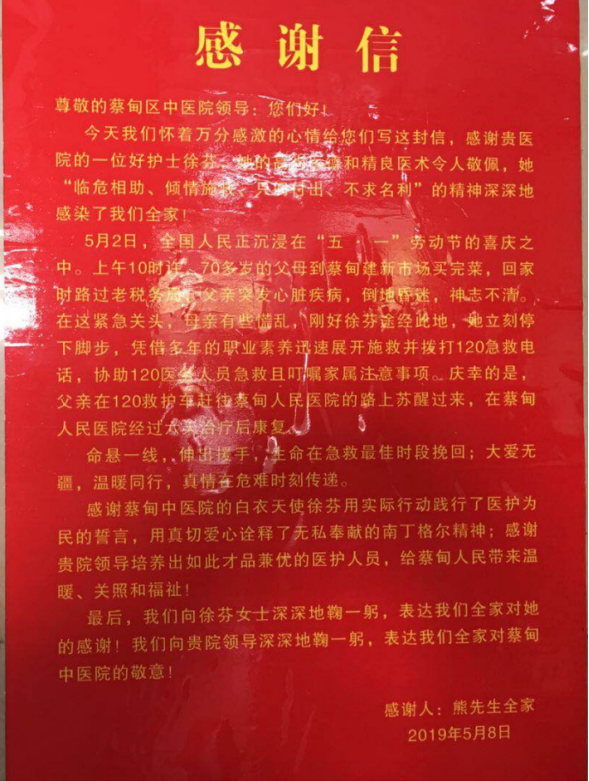 感谢信
尊敬的蔡甸区中医院领导：您们好！
今天我们怀着万分感激的心情给您们写这封信，感谢贵医
院的一位好护士徐芬，她的和精良医术令人敬佩，她
“临危相助、倾情施救、付出、不求名利”的精神深深地
感染了我们全家！
5月2日，全国人民正沉浸在“五·一”劳动节的喜庆之
中。上午10时许，70多岁的父母到蔡甸建新市场买完菜，回家
时路过老税务局，父亲突发心脏疾病，倒地昏迷，神志不清。
在这紧急关头，母亲有些慌乱，刚好徐芬途经此地，她立刻停
下脚步，凭借多年的职业素养迅速展开施救并拨打120急救电
话，协助120医护人员急救且叮嘱家属注意事项。庆幸的是，
父亲在120救护车赶往蔡甸人民医院的路上苏醒过来，在蔡甸
人民医院经过治疗后康复。
命悬一线，伸出援手，生命在急救最佳时段挽回；大爱无
疆，温暖同行，真情在危难时刻传递。
感谢蔡甸中医院的白衣天使徐芬用实际行动践行了医护为
民的誓言，用真切爱心诠释了无私奉献的南丁格尔精神；感谢
贵院领导培养出如此才品兼优的医护人员，给蔡甸人民带来温
暖、关照和福祉！
最后，我们向徐芬女士深深地鞠一躬，表达我们全家对她
的感谢！我们向贵院领导深深地鞠一躬，表达我们全家对蔡甸
中医院的敬意！
感谢人：熊先生全家
2019年5月8日